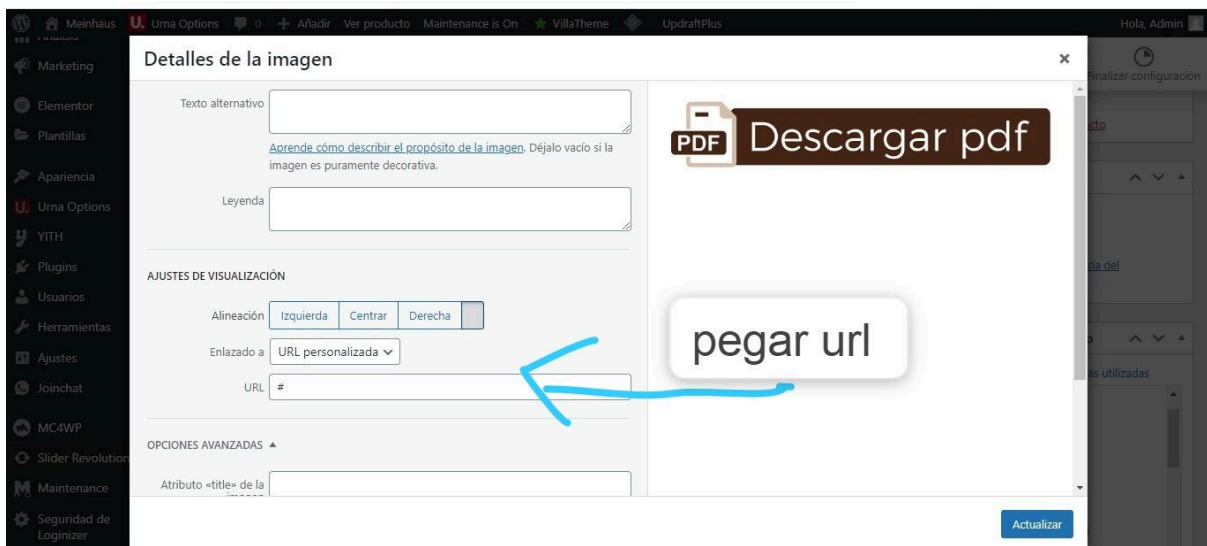 Meinhaus
Urna Options
0
Añadir
Ver producto
Maintenance is On
VillaTheme
UpdraftPlus
Hola, Admin
Marketing
Elementor
Plantillas
Apariencia
Urna Options
YITH
Plugins
Usuarios
Herramientas
Ajustes
Joinchat
MC4WP
Slider Revolution
Maintenance
Seguridad de
Loginizer
Detalles de la imagen
Texto alternativo
Aprende cómo describir el propósito de la imagen. Déjalo vacío si la
imagen es puramente decorativa.
Leyenda
AJUSTES DE VISUALIZACIÓN
Alineación
Izquierda
Centrar
Derecha
Enlazado a
URL personalizada
URL
#
OPCIONES AVANZADAS
Atributo «title» de la
PDF
Descargar pdf
pegar url
Actualizar
Finalizar configuración
utilizadas